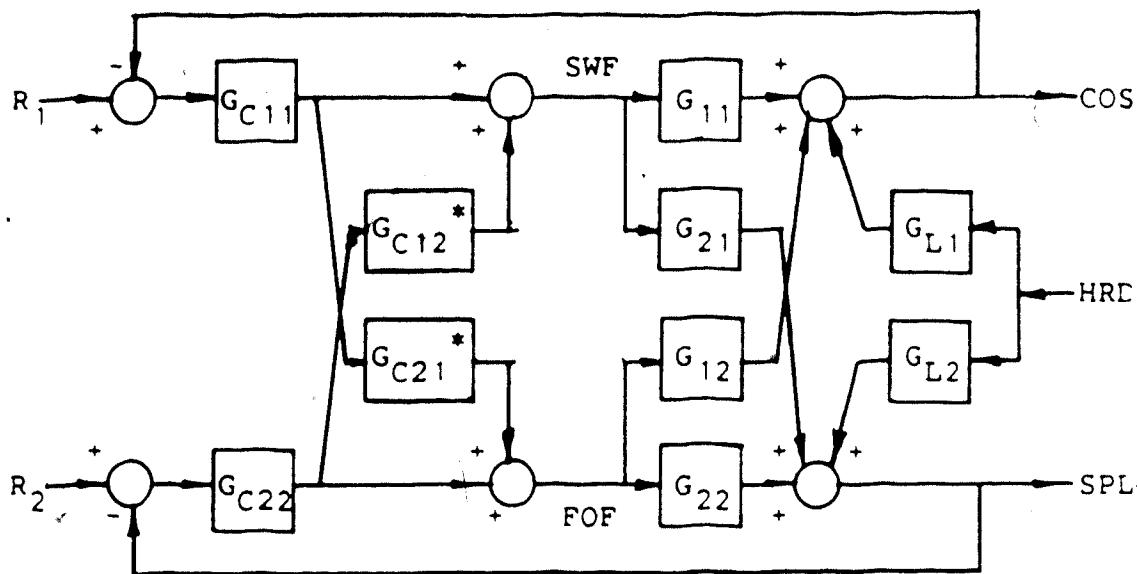 SWF
R1
GC11
G11
COS
GC12*
G21
GL1
HRD
GC21*
G12
GL2
R2
GC22
FOF
G22
SPL